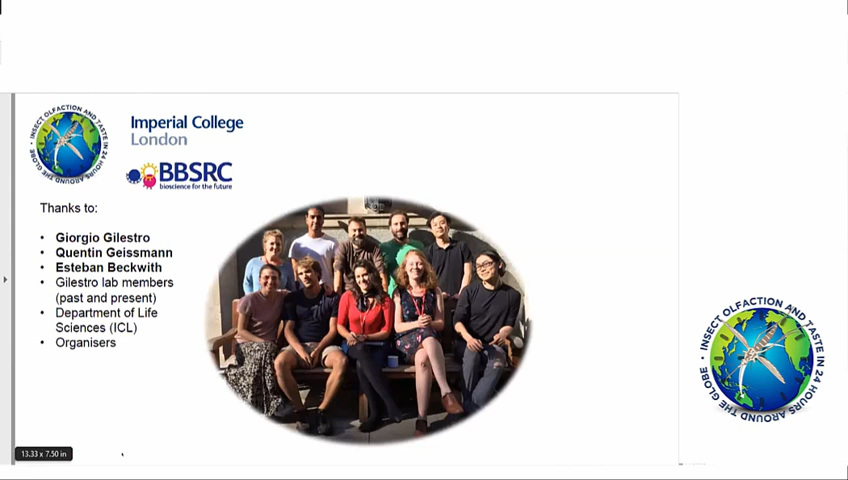 INSECT OLFACTION AND TASTE IN 24 HOURS AROUND THE GLOBE
Imperial College
London
BBSRC
bioscience for the future
Thanks to:
• Giorgio Gilestro
• Quentin Geissmann
• Esteban Beckwith
• Gilestro lab members
(past and present)
• Department of Life
Sciences (ICL)
• Organisers
INSECT OLFACTION AND TASTE IN 24 HOURS AROUND THE GLOBE
13.33 x 7.50 in